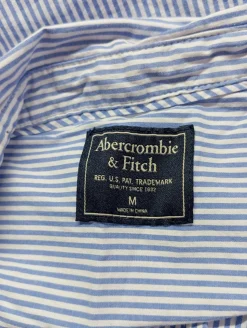 Abercrombie
& Fitch
REG. U.S. PAT. TRADEMARK
QUALITY SINCE 1892
M
MADE IN CHINA